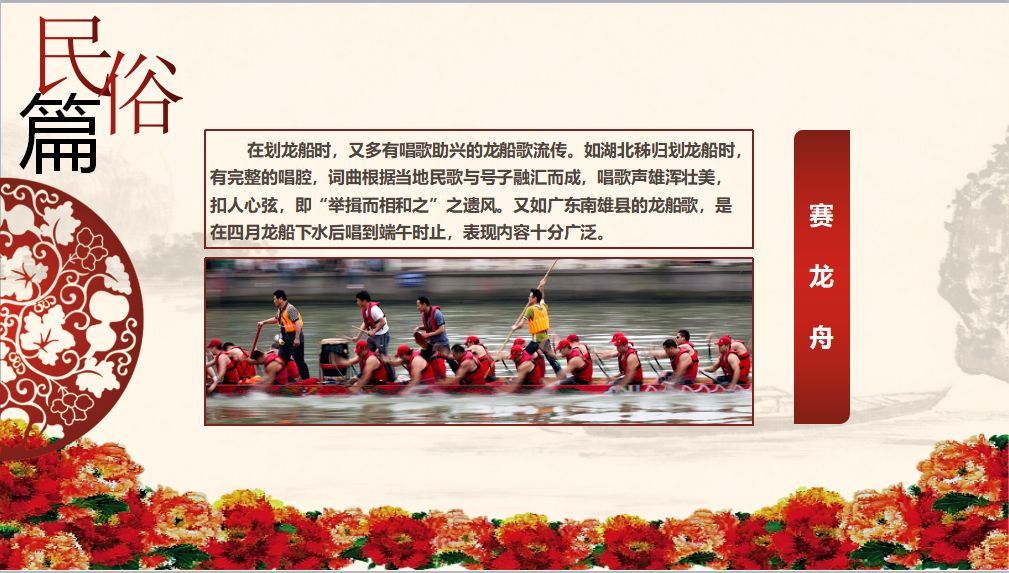 民俗
篇
在划龙船时，又多有唱歌助兴的龙船歌流传。如湖北秭归划龙船时，
有完整的唱腔，词曲根据当地民歌与号子融汇而成，唱歌声雄浑壮美，
扣人心弦，即“举揖而相和之”之遗风。又如广东南雄县的龙船歌，是
在四月龙船下水后唱到端午时止，表现内容十分广泛。
赛龙舟